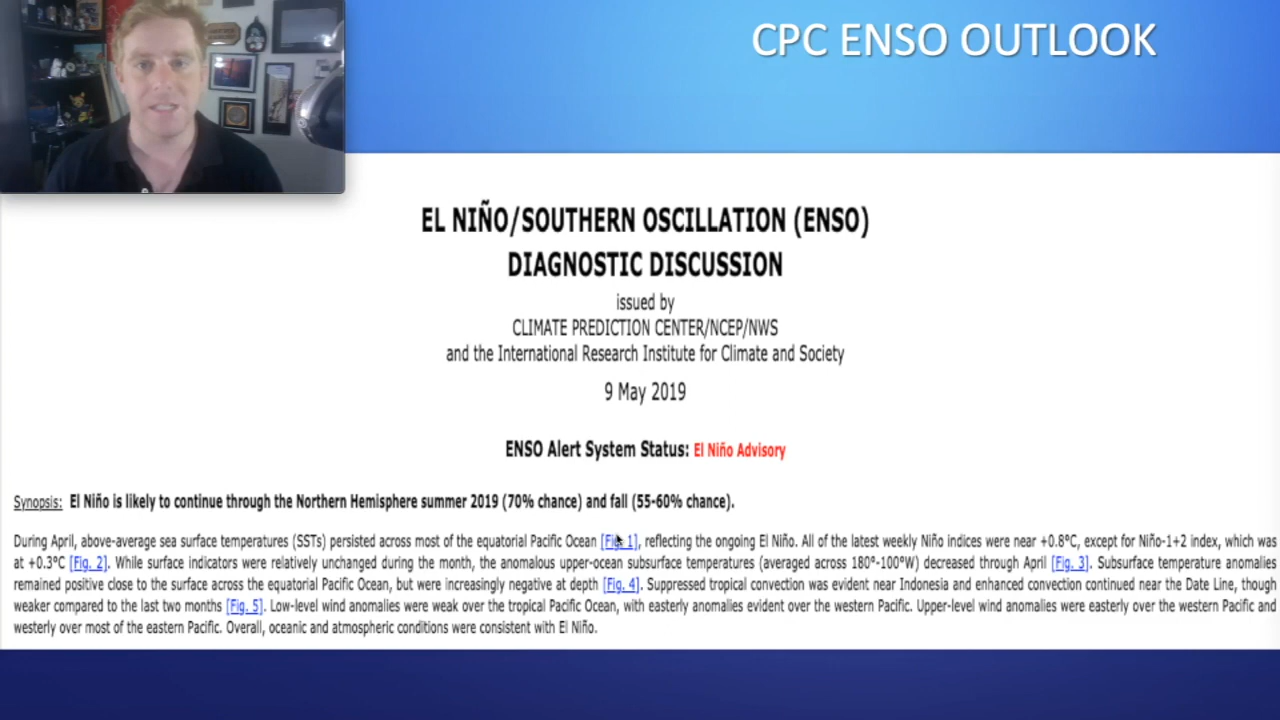 CPC ENSO OUTLOOK
EL NIÑO/SOUTHERN OSCILLATION (ENSO)
DIAGNOSTIC DISCUSSION
issued by
CLIMATE PREDICTION CENTER/NCEP/NWS
and the International Research Institute for Climate and Society
9 May 2019
ENSO Alert System Status: El Niño Advisory
Synopsis: El Niño is likely to continue through the Northern Hemisphere summer 2019 (70% chance) and fall (55-60% chance).
During April, above-average sea surface temperatures (SSTs) persisted across most of the equatorial Pacific Ocean [Fig. 1], reflecting the ongoing El Niño. All of the latest weekly Niño indices were near +0.8ºC, except for Niño-1+2 index, which was
at +0.3ºC [Fig. 2]. While surface indicators were relatively unchanged during the month, the anomalous upper-ocean subsurface temperatures (averaged across 180º-100ºW) decreased through April [Fig. 3]. Subsurface temperature anomalies
remained positive close to the surface across the equatorial Pacific Ocean, but were increasingly negative at depth [Fig. 4]. Suppressed tropical convection was evident near Indonesia and enhanced convection continued near the Date Line, though
weaker compared to the last two months [Fig. 5]. Low-level wind anomalies were weak over the tropical Pacific Ocean, with easterly anomalies evident over the western Pacific. Upper-level wind anomalies were easterly over the western Pacific and
westerly over most of the eastern Pacific. Overall, oceanic and atmospheric conditions were consistent with El Niño.